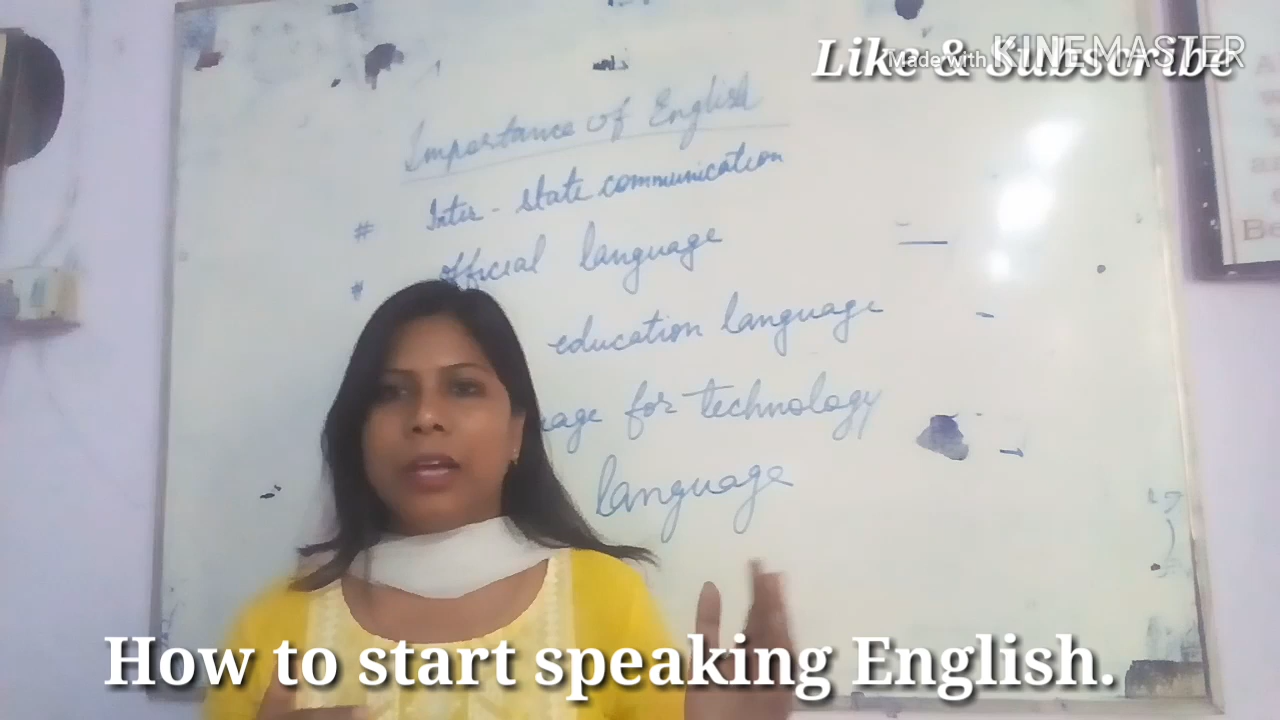 Like & Subscribe
Made with KINEMASTER
Importance of English
# Inter - state communication
# official language
education language
for technology
language
How to start speaking English.